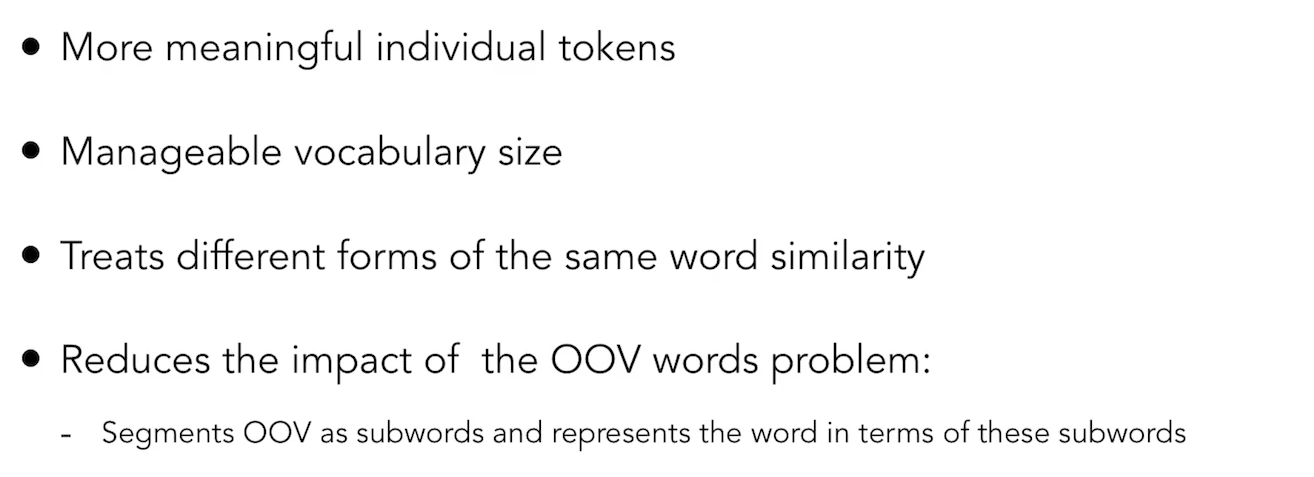 ● More meaningful individual tokens
● Manageable vocabulary size
● Treats different forms of the same word similarity
● Reduces the impact of  the OOV words problem:
- Segments OOV as subwords and represents the word in terms of these subwords